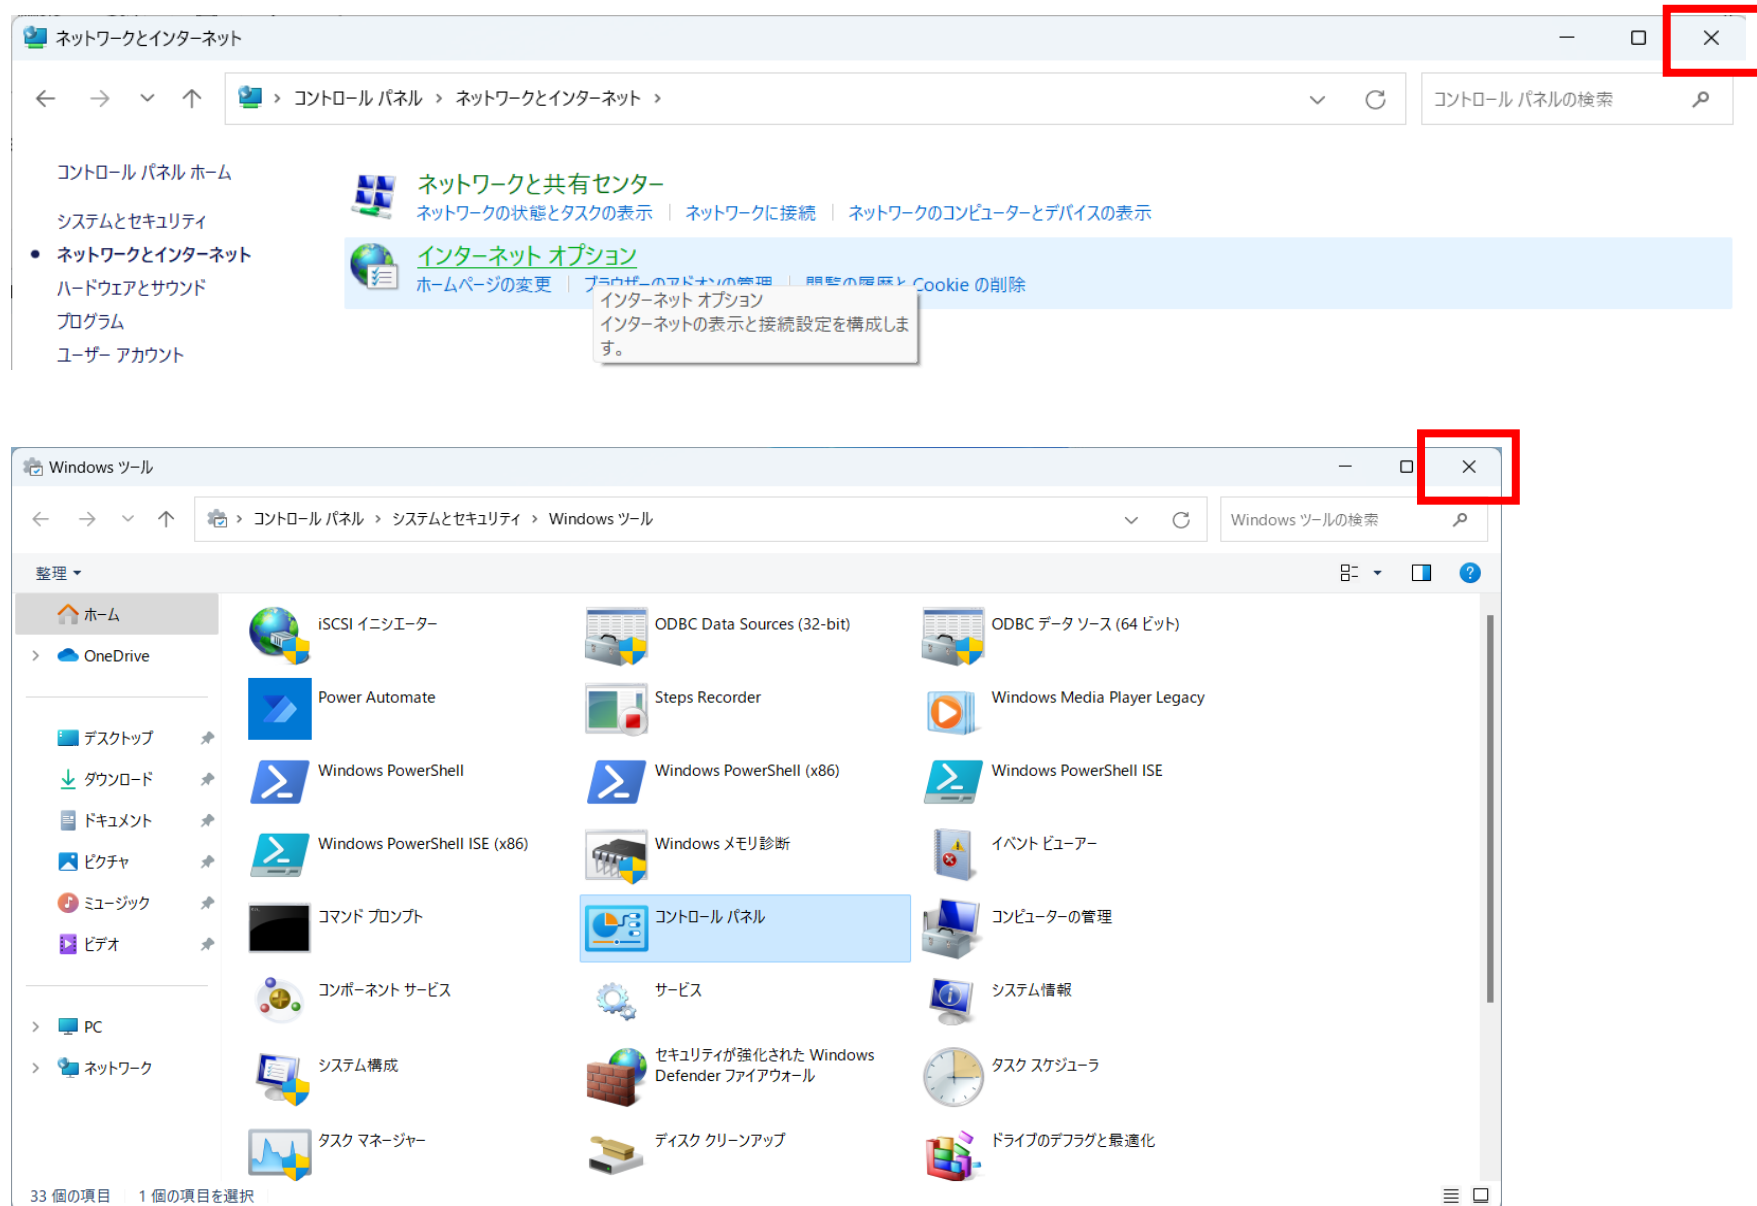 ネットワークとインターネット
コントロール パネル › ネットワークとインターネット ›
コントロール パネルの検索
コントロール パネル ホーム
システムとセキュリティ
ネットワークとインターネット
ハードウェアとサウンド
プログラム
ユーザー アカウント
ネットワークと共有センター
ネットワークの状態とタスクの表示 | ネットワークに接続 | ネットワークのコンピューターとデバイスの表示
インターネット オプション
ホームページの変更 | ブラウザーのアドオンの管理 | 閲覧の履歴と Cookie の削除
インターネット オプション
インターネットの表示と接続設定を構成しま
す。
Windows ツール
コントロール パネル › システムとセキュリティ › Windows ツール
Windows ツールの検索
整理
ホーム
OneDrive
デスクトップ
ダウンロード
ドキュメント
ピクチャ
ミュージック
ビデオ
PC
ネットワーク
iSCSI イニシエーター
ODBC Data Sources (32-bit)
ODBC データ ソース (64 ビット)
Power Automate
Steps Recorder
Windows Media Player Legacy
Windows PowerShell
Windows PowerShell (x86)
Windows PowerShell ISE
Windows PowerShell ISE (x86)
Windows メモリ診断
イベント ビューアー
コマンド プロンプト
コントロール パネル
コンピューターの管理
コンポーネント サービス
サービス
システム情報
システム構成
セキュリティが強化された Windows
Defender ファイアウォール
タスク スケジューラ
タスク マネージャー
ディスク クリーンアップ
ドライブのデフラグと最適化
33 個の項目
1 個の項目を選択